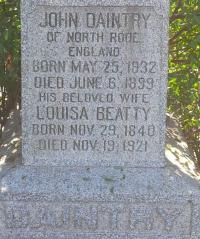 JOHN DAINTRY
OF NORTH RODE
ENGLAND
BORN MAY 25, 1832
DIED JUNE 6, 1899
HIS BELOVED WIFE
LOUISA BEATTY
BORN NOV. 29, 1840
DIED NOV. 19, 1921
DAINTRY